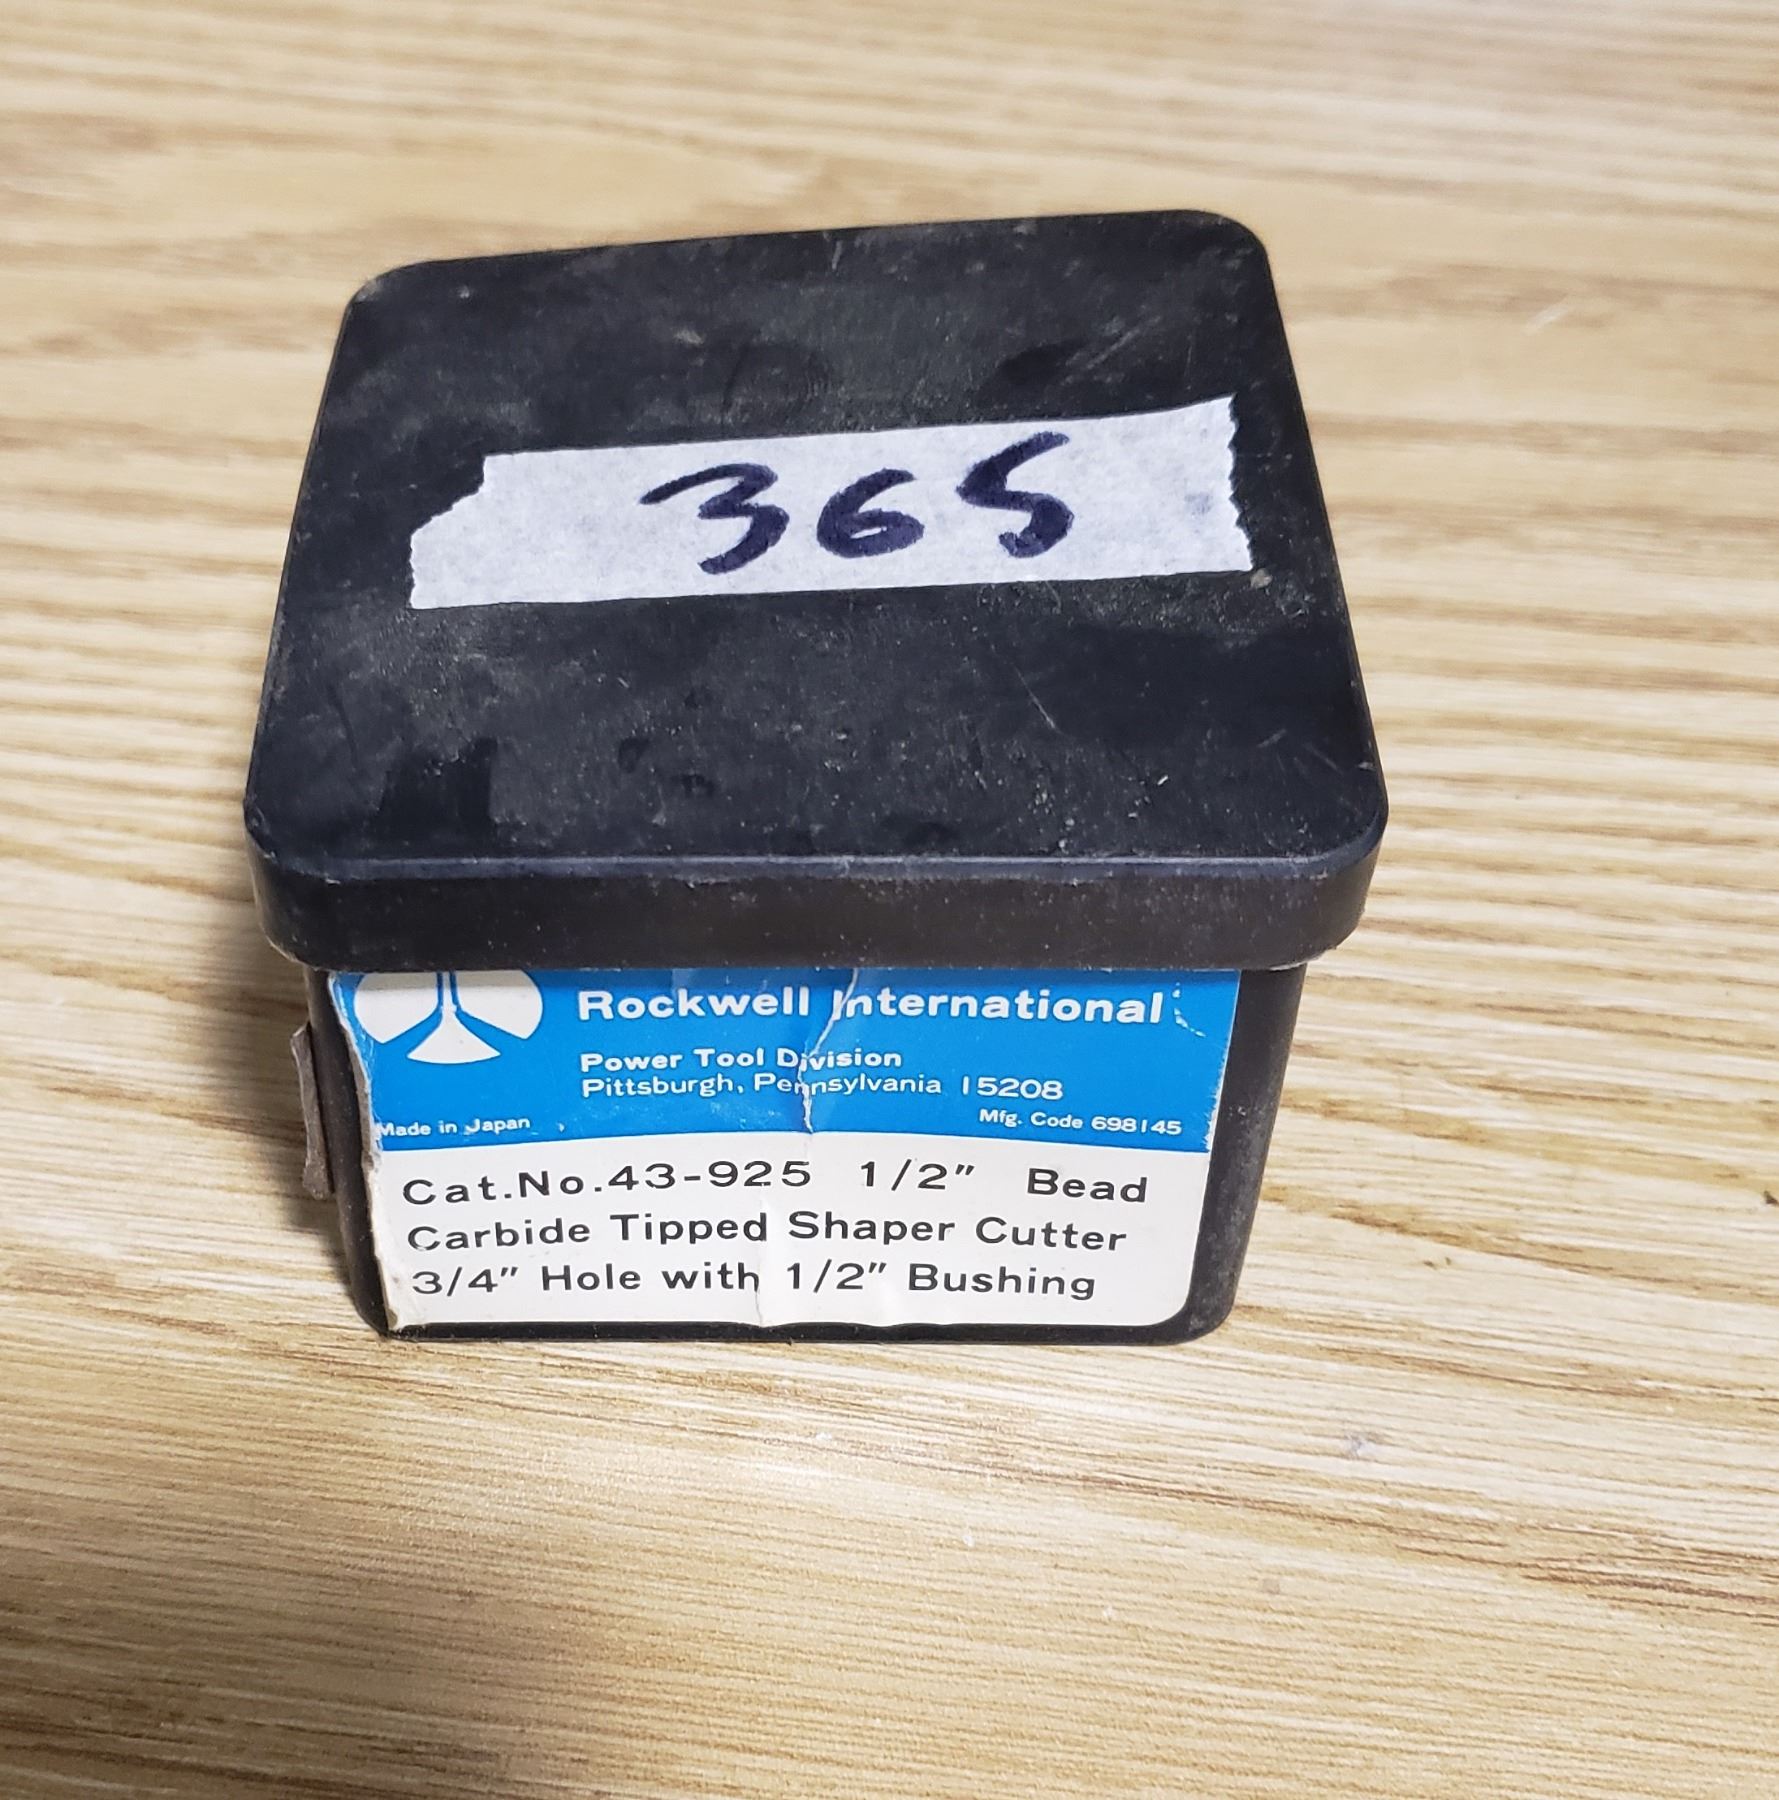 365
Rockwell International
Power Tool Division
Pittsburgh, Pennsylvania 15208
Made in Japan
Mfg. Code 698145
Cat.No.43-925 1/2" Bead
Carbide Tipped Shaper Cutter
3/4" Hole with 1/2" Bushing